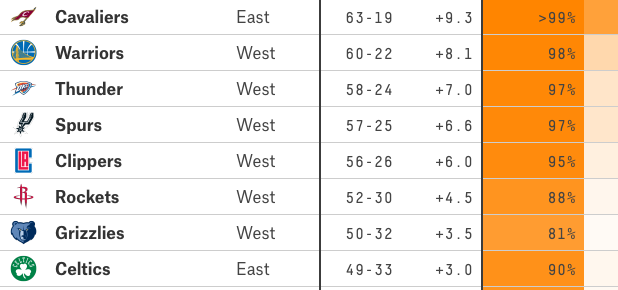 Cavaliers East 63-19 +9.3 >99%
Warriors West 60-22 +8.1 98%
Thunder West 58-24 +7.0 97%
Spurs West 57-25 +6.6 97%
Clippers West 56-26 +6.0 95%
Rockets West 52-30 +4.5 88%
Grizzlies West 50-32 +3.5 81%
Celtics East 49-33 +3.0 90%